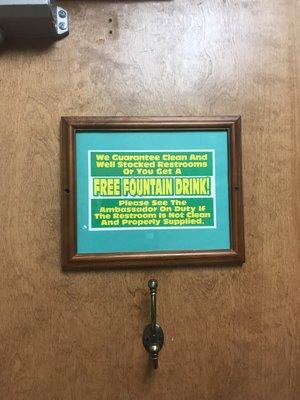 We Guarantee Clean And
Well Stocked Restrooms
Or You Get A
FREE FOUNTAIN DRINK!
Please See The
Ambassador On Duty If
The Restroom Is Not Clean
And Properly Supplied.